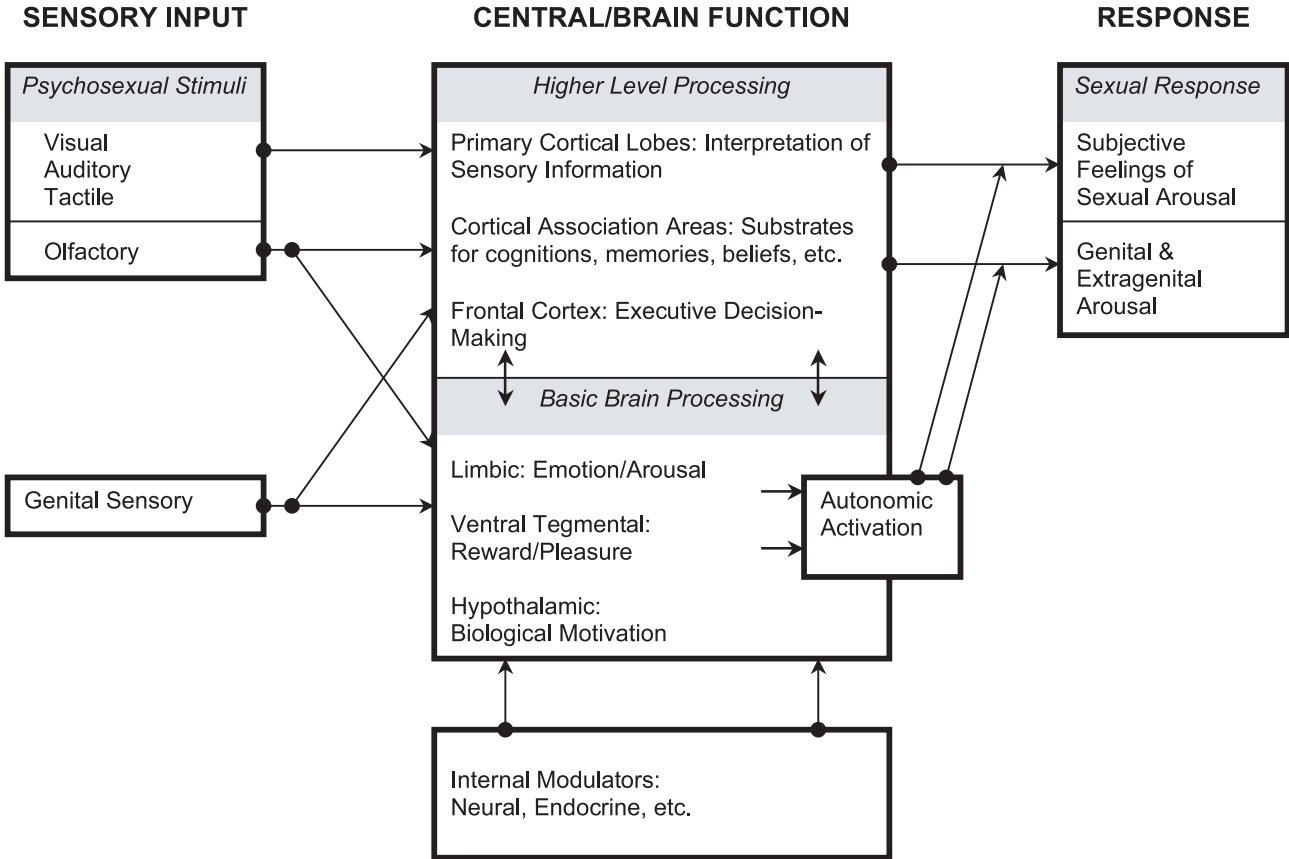 SENSORY INPUT
CENTRAL/BRAIN FUNCTION
RESPONSE
Psychosexual Stimuli
Visual
Auditory
Tactile
Olfactory
Genital Sensory
Higher Level Processing
Primary Cortical Lobes: Interpretation of
Sensory Information
Cortical Association Areas: Substrates
for cognitions, memories, beliefs, etc.
Frontal Cortex: Executive Decision-
Making
Basic Brain Processing
Limbic: Emotion/Arousal
Ventral Tegmental:
Reward/Pleasure
Hypothalamic:
Biological Motivation
Autonomic
Activation
Internal Modulators:
Neural, Endocrine, etc.
Sexual Response
Subjective
Feelings of
Sexual Arousal
Genital &
Extragenital
Arousal